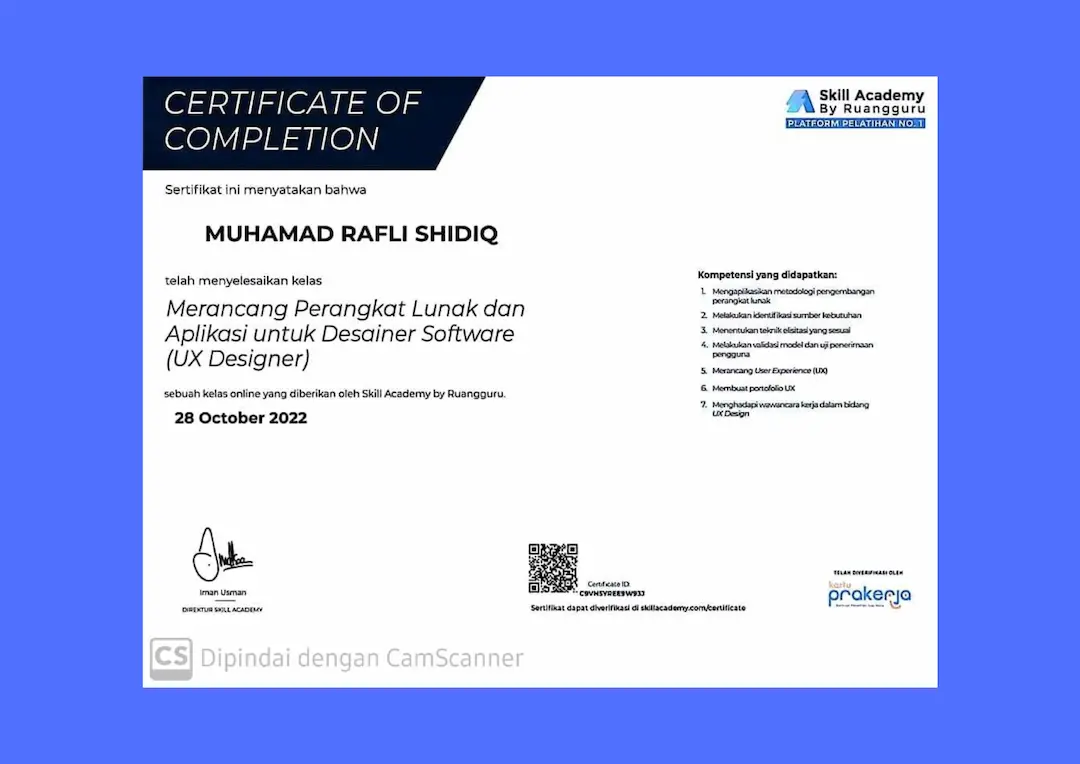 CERTIFICATE OF
COMPLETION
Skill Academy
By Ruangguru
PLATFORM PELATIHAN NO. 1
Sertifikat ini menyatakan bahwa
MUHAMAD RAFLI SHIDIQ
telah menyelesaikan kelas
Merancang Perangkat Lunak dan
Aplikasi untuk Desainer Software
(UX Designer)
sebuah kelas online yang diberikan oleh Skill Academy by Ruangguru.
28 October 2022
Kompetensi yang didapatkan:
1. Mengaplikasikan metodologi pengembangan
perangkat lunak
2. Melakukan identifikasi sumber kebutuhan
3. Menentukan teknik elisitasi yang sesuai
4. Melakukan validasi model dan uji penerimaan
pengguna
5. Merancang User Experience (UX)
6. Membuat portofolio UX
7. Menghadapi wawancara kerja dalam bidang
UX Design
Iman Usman
DIREKTUR SKILL ACADEMY
Certificate ID:
Sertifikat dapat diverifikasi di skillacademy.com/certificate
TELAH DIVERIFIKASI OLEH
kartu
prakerja
CS Dipindai dengan CamScanner